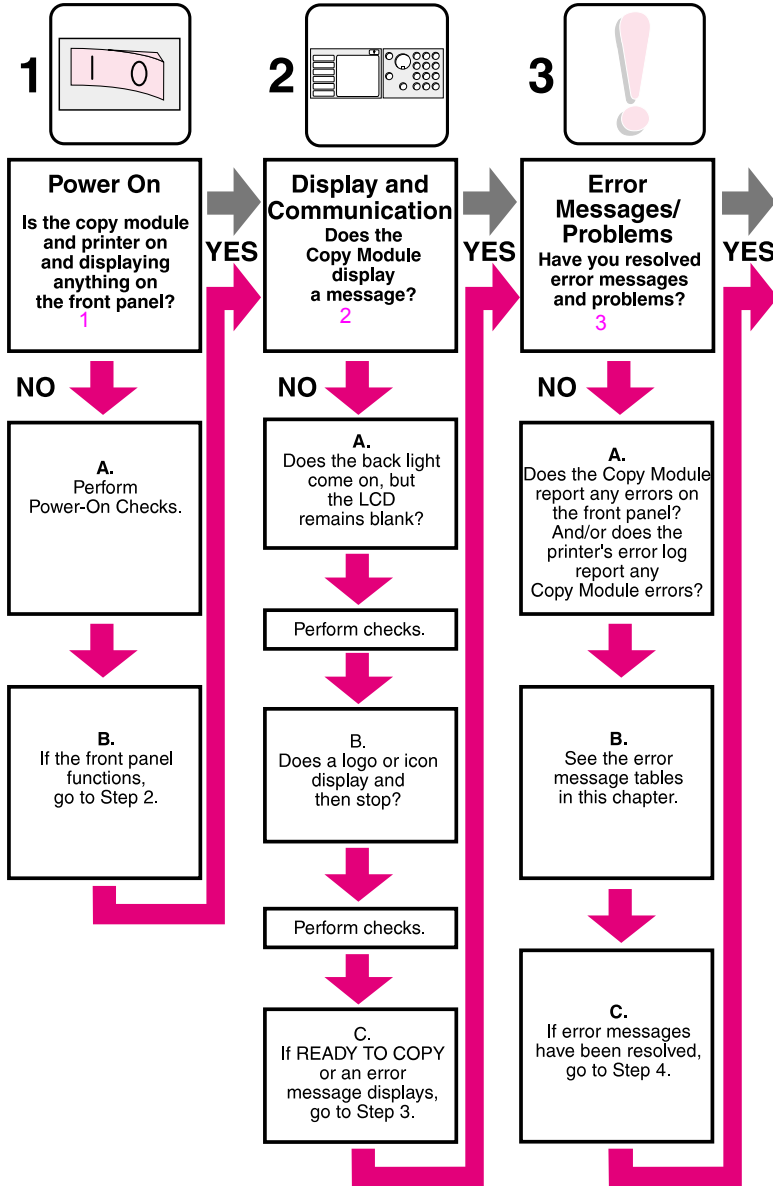 1
I O
Power On
Is the copy module
and printer on
and displaying
anything on
the front panel?
1
YES
NO
A.
Perform
Power-On Checks.
B.
If the front panel
functions,
go to Step 2.
2
Display and
Communication
Does the
Copy Module
display
a message?
2
YES
NO
A.
Does the back light
come on, but
the LCD
remains blank?
Perform checks.
B.
Does a logo or icon
display and
then stop?
Perform checks.
C.
If READY TO COPY
or an error
message displays,
go to Step 3.
3
Error
Messages/
Problems
Have you resolved
error messages
and problems?
3
YES
NO
A.
Does the Copy Module
report any errors on
the front panel?
And/or does the
printer's error log
report any
Copy Module errors?
B.
See the error
message tables
in this chapter.
C.
If error messages
have been resolved,
go to Step 4.